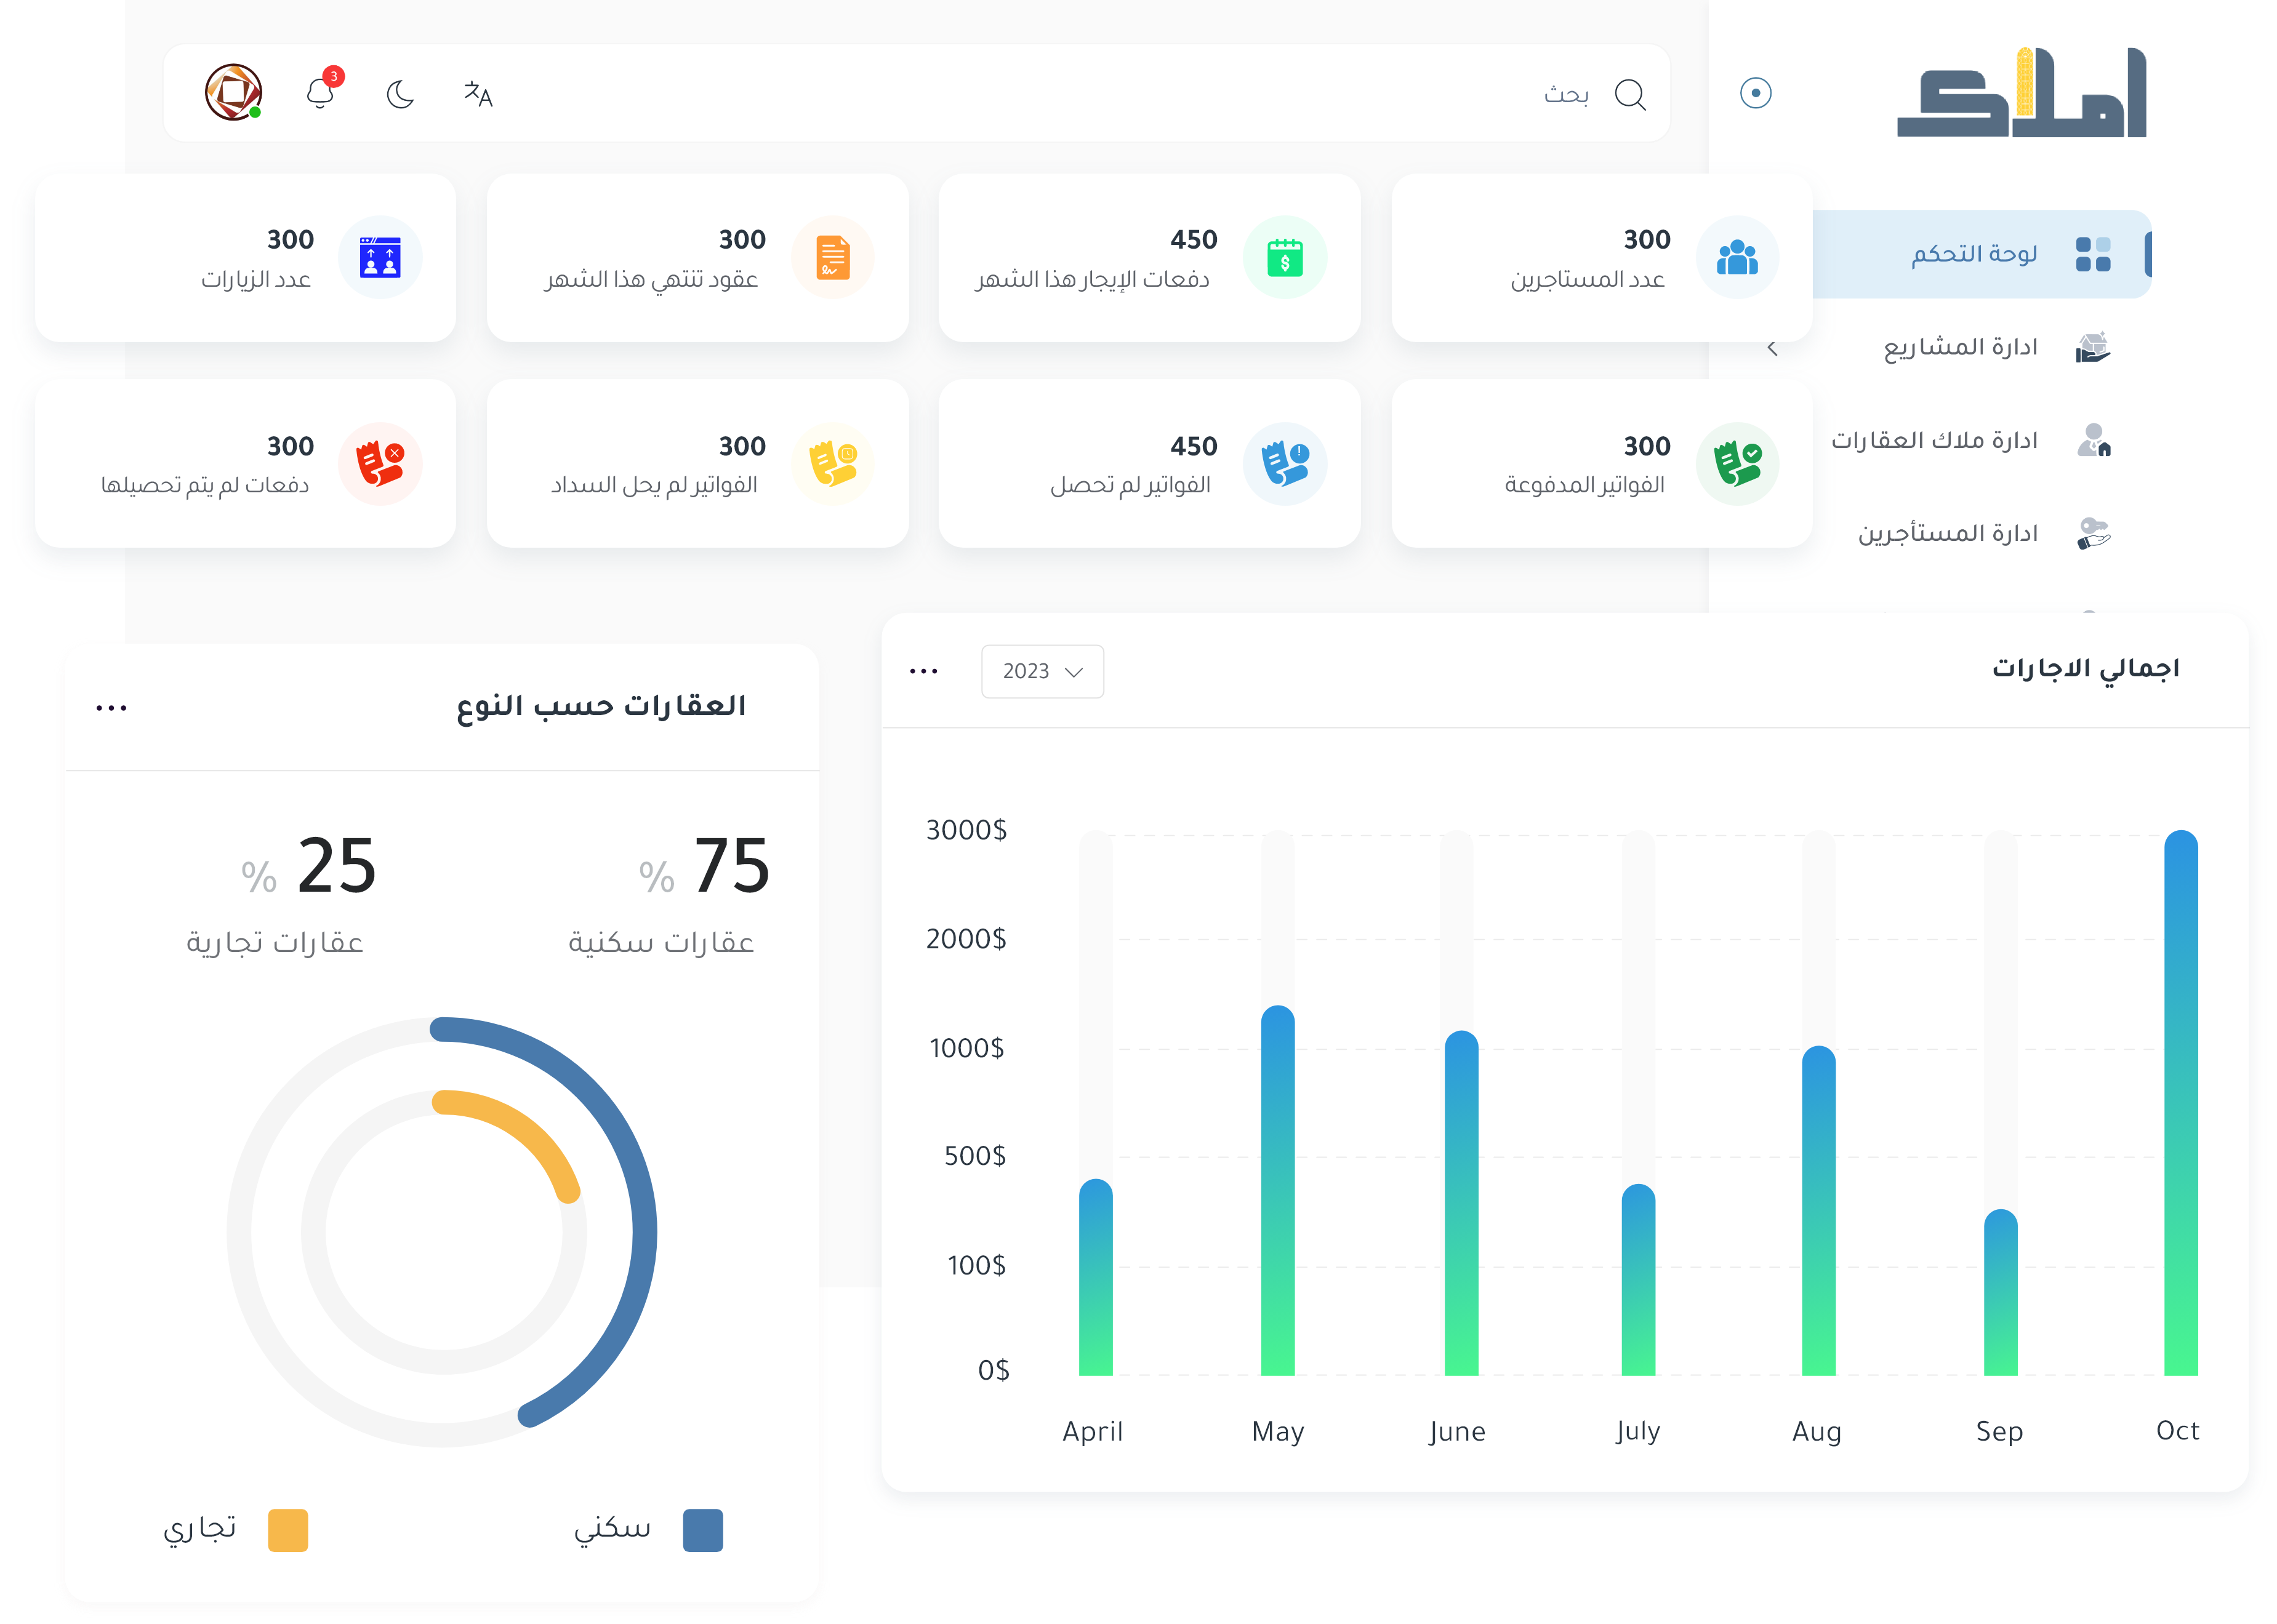 املاك
بحث
3
لوحة التحكم
ادارة المشاريع
ادارة ملاك العقارات
ادارة المستأجرين
300
عدد المستاجرين
450
دفعات الإيجار هذا الشهر
300
عقود تنتهي هذا الشهر
300
عدد الزيارات
300
الفواتير المدفوعة
450
الفواتير لم تحصل
300
الفواتير لم يحل السداد
300
دفعات لم يتم تحصيلها
اجمالي الاجارات
2023
3000$
2000$
1000$
500$
100$
0$
April May June July Aug Sep Oct
العقارات حسب النوع
75 %
عقارات سكنية
25 %
عقارات تجارية
سكني
تجاري